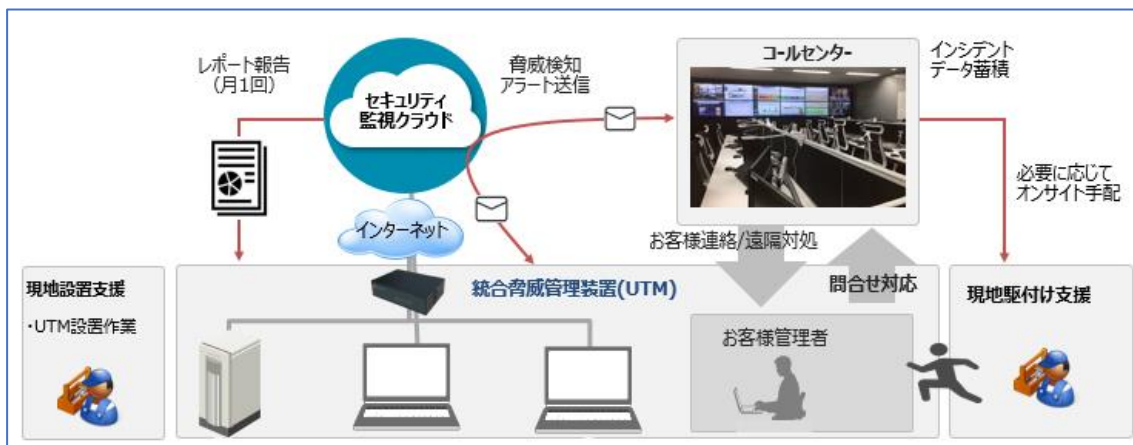 レポート報告
(月1回)
セキュリティ
監視クラウド
脅威検知
アラート送信
コールセンター
インシデント
データ蓄積
必要に応じて
オンサイト手配
インターネット
お客様連絡/遠隔対処
問合せ対応
現地設置支援
・UTM設置作業
統合脅威管理装置(UTM)
お客様管理者
現地駆付け支援